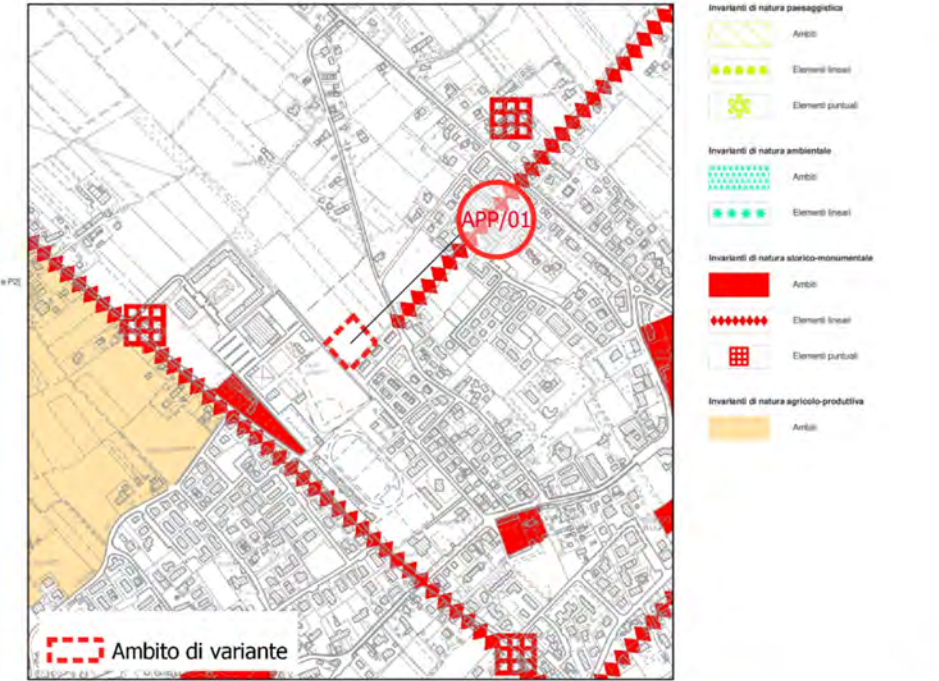 Invarianti di natura paesaggistica
Ambiti
Elementi lineari
Elementi puntuali
Invarianti di natura ambientale
Ambiti
Elementi lineari
Invarianti di natura storico-monumentale
Ambiti
Elementi lineari
Elementi puntuali
Invarianti di natura agricolo-produttiva
Ambiti
APP/01
e P2|
Ambito di variante